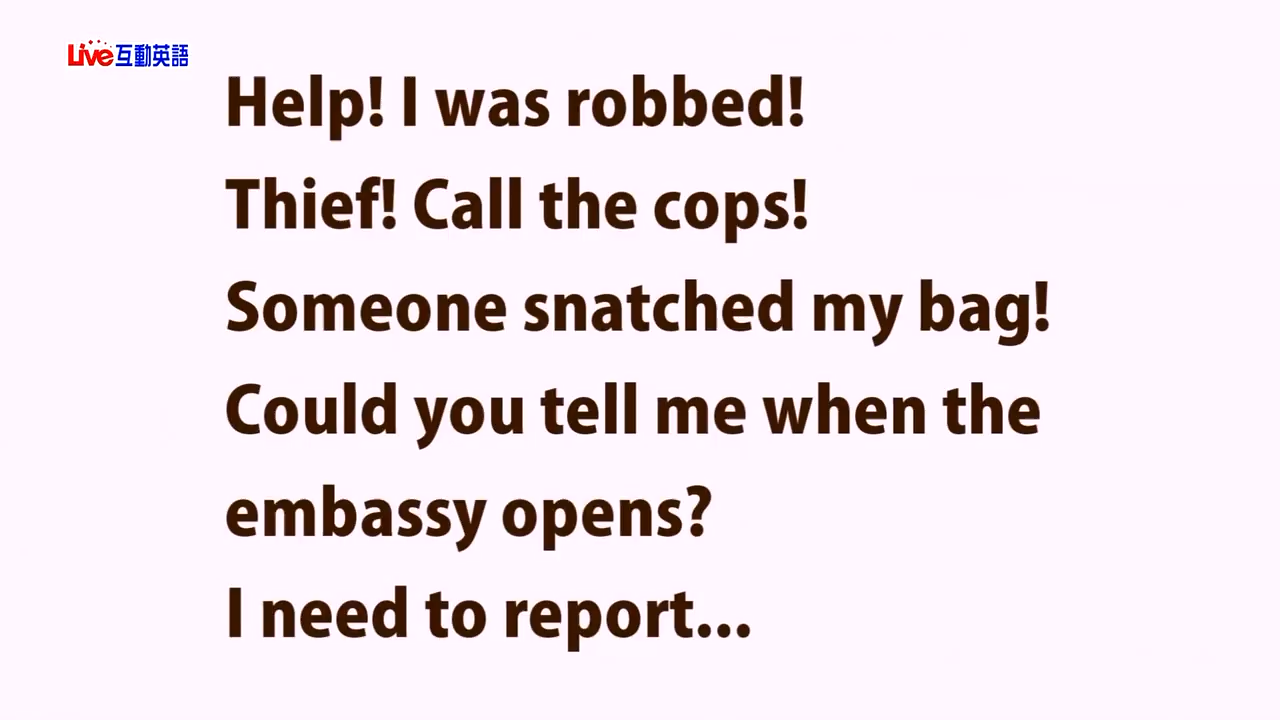 Live互動英語
Help! I was robbed!
Thief! Call the cops!
Someone snatched my bag!
Could you tell me when the
embassy opens?
I need to report...